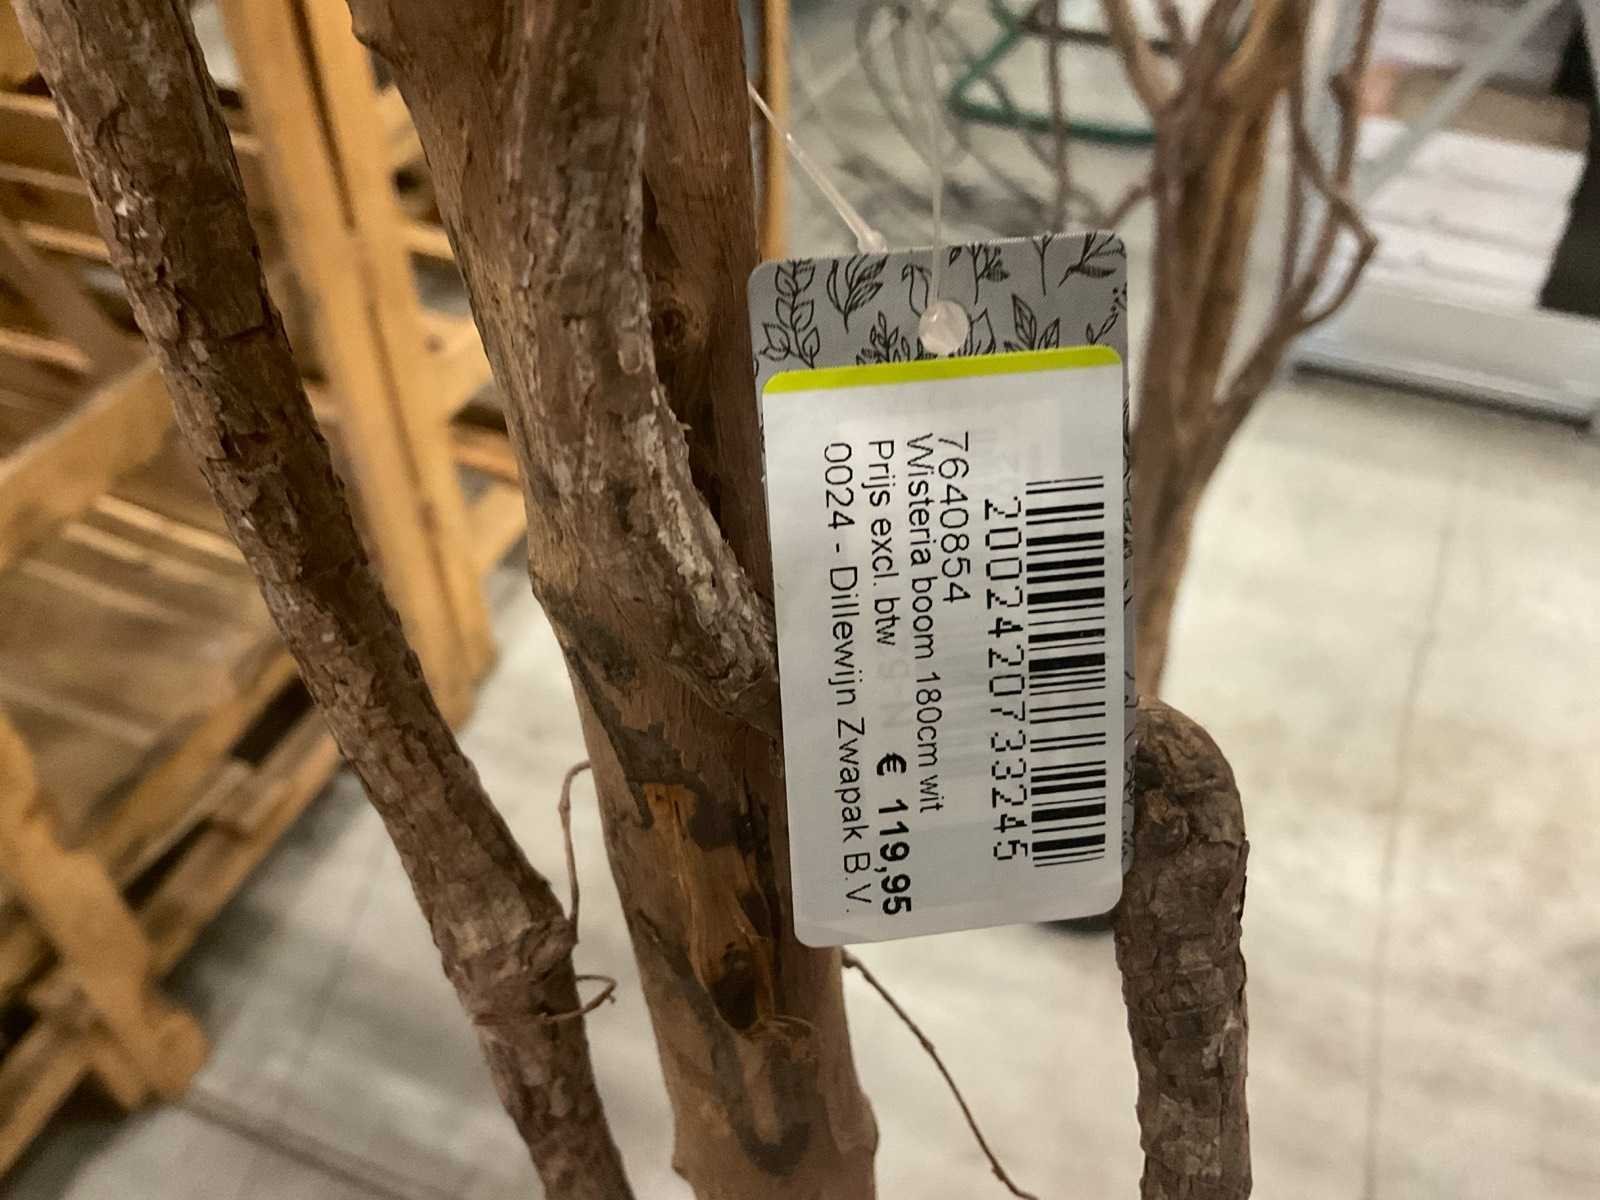 2002420733245
7640854
Wisteria boom 180cm wit
Prijs excl. btw € 119,95
0024 - Dillewijn Zwapak B.V.